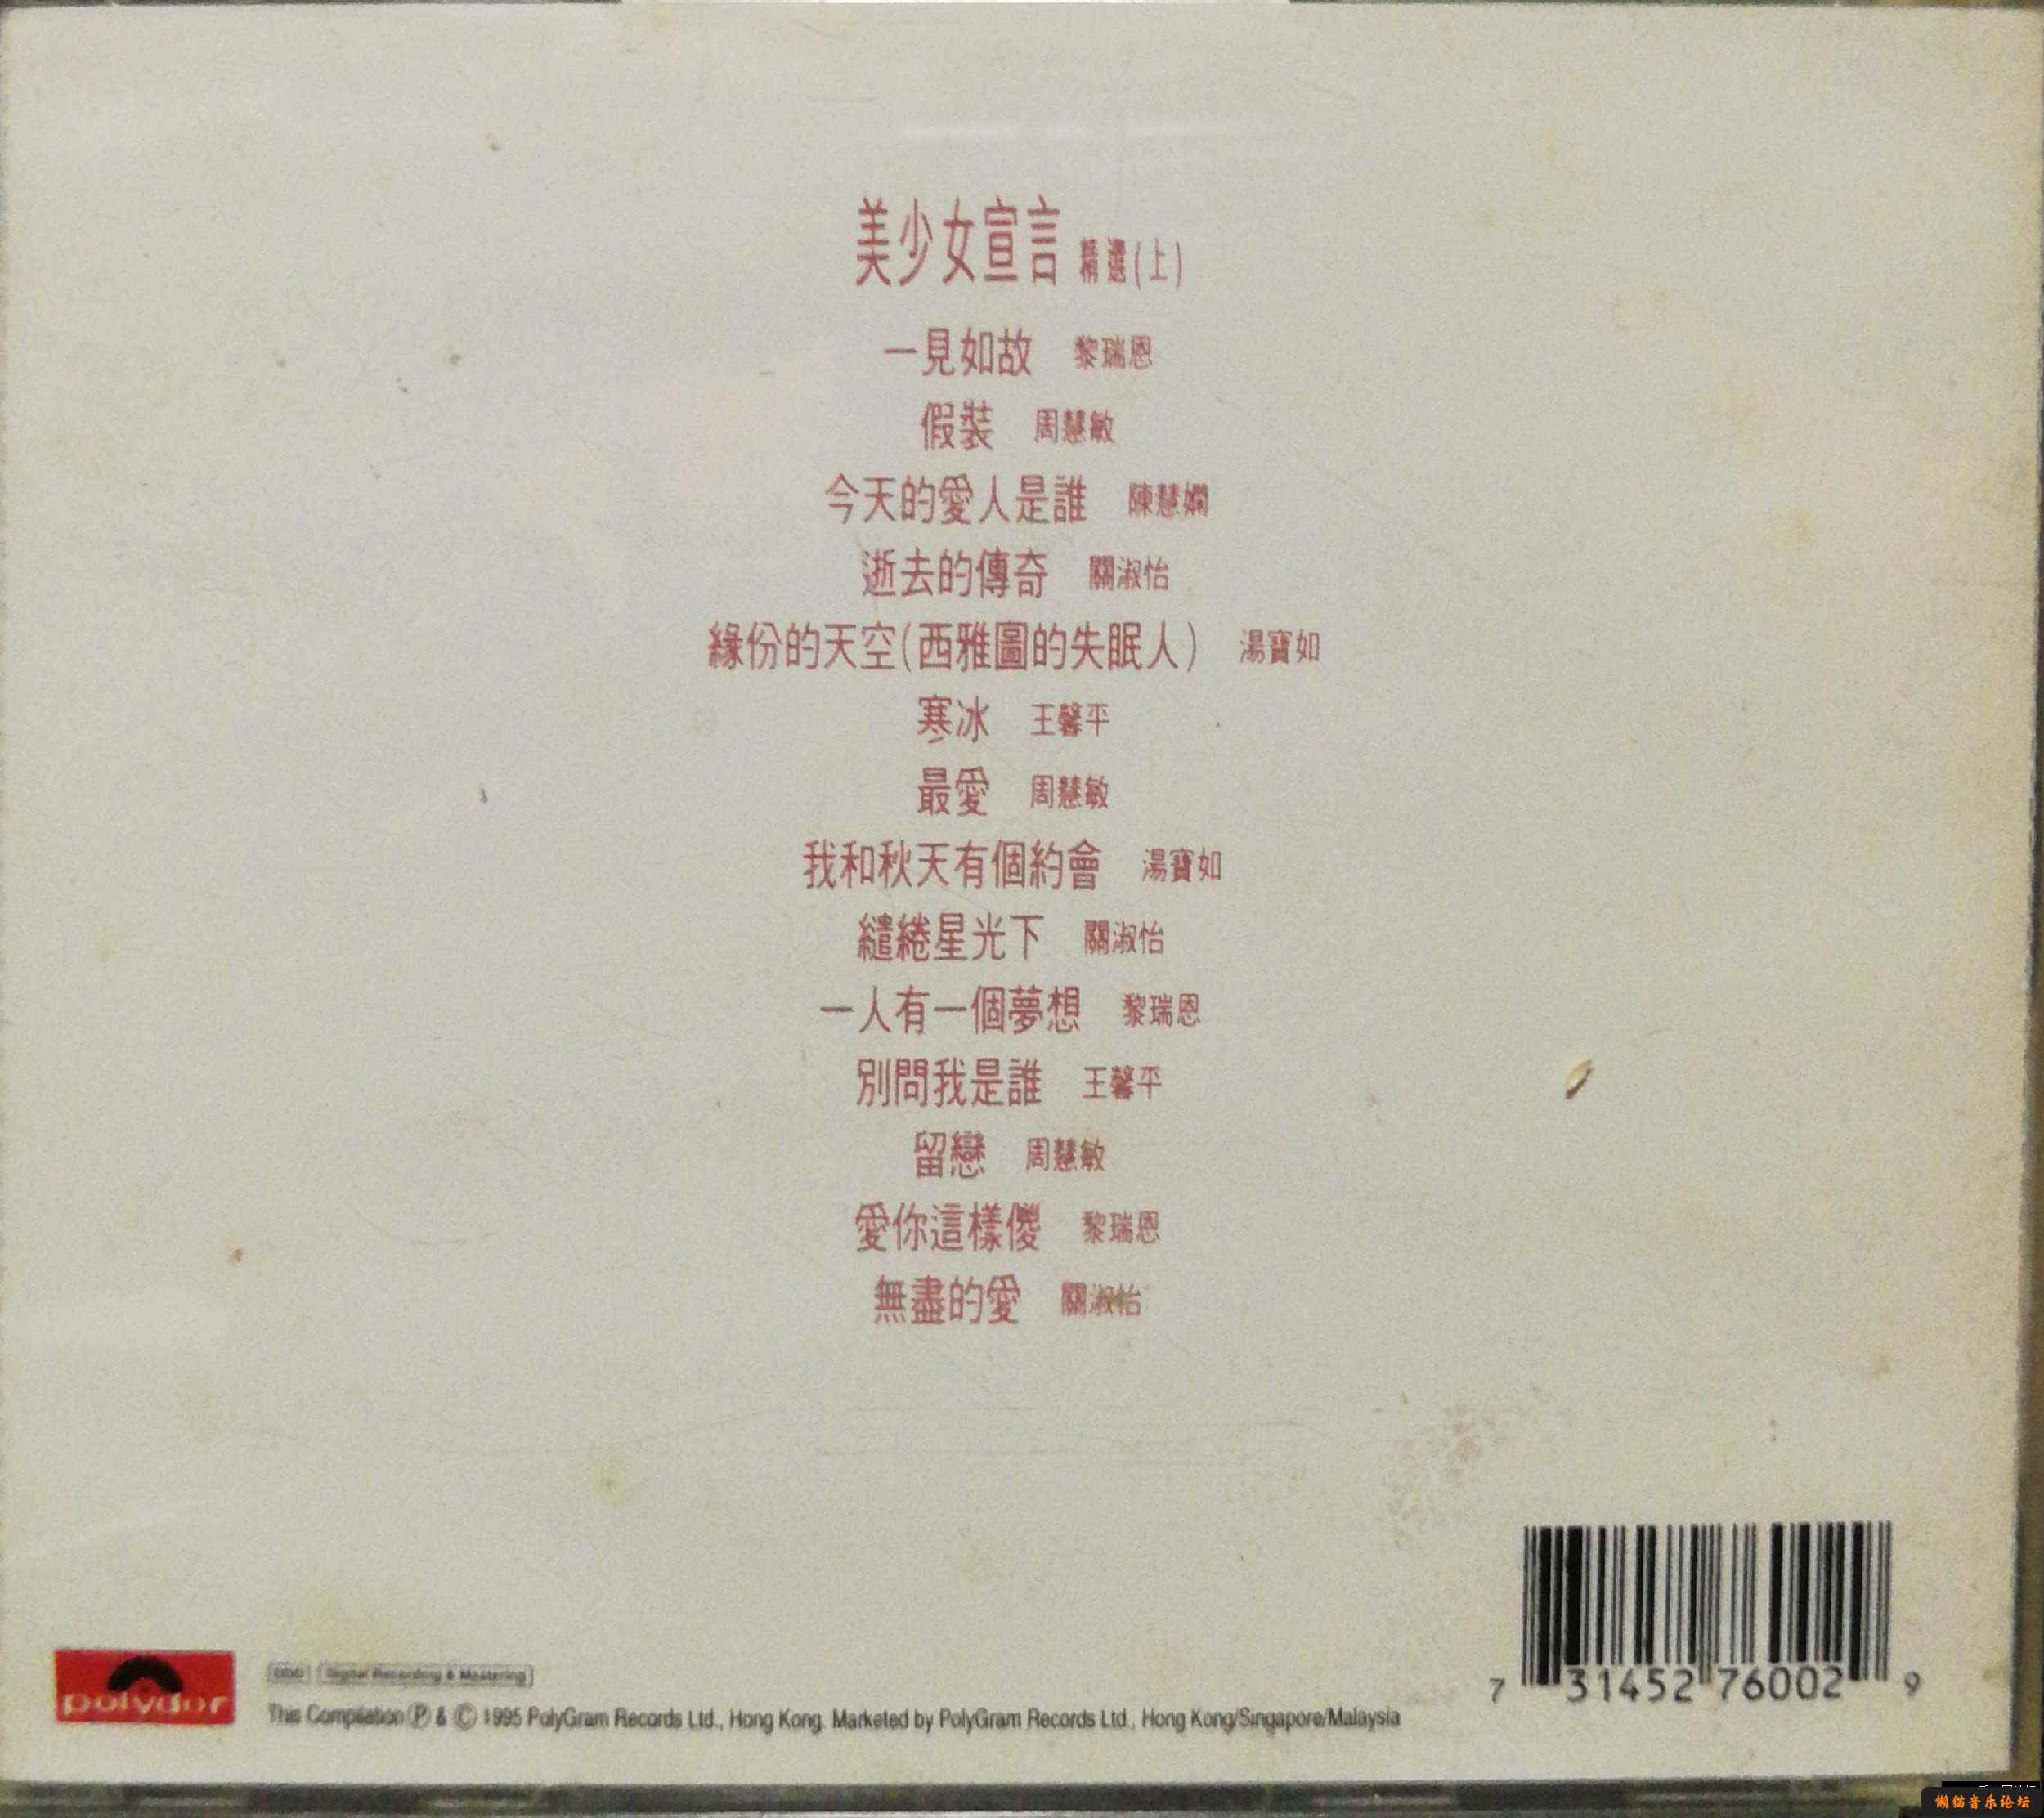 美少女宣言 精選(上)
一見如故 黎瑞恩
假裝 周慧敏
今天的愛人是誰 陳慧嫻
逝去的傳奇 關淑怡
緣份的天空(西雅圖的失眠人) 湯寶如
寒冰 王馨平
最愛 周慧敏
我和秋天有個約會 湯寶如
繾綣星光下 關淑怡
一人有一個夢想 黎瑞恩
別問我是誰 王馨平
留戀 周慧敏
愛你這樣傻 黎瑞恩
無盡的愛 關淑怡
polydor
DDD Digital Recording & Mastering
This Compilation Ⓟ & Ⓒ 1995 PolyGram Records Ltd., Hong Kong. Marketed by PolyGram Records Ltd., Hong Kong/Singapore/Malaysia
7 31452 76002 9
懒猫音乐论坛